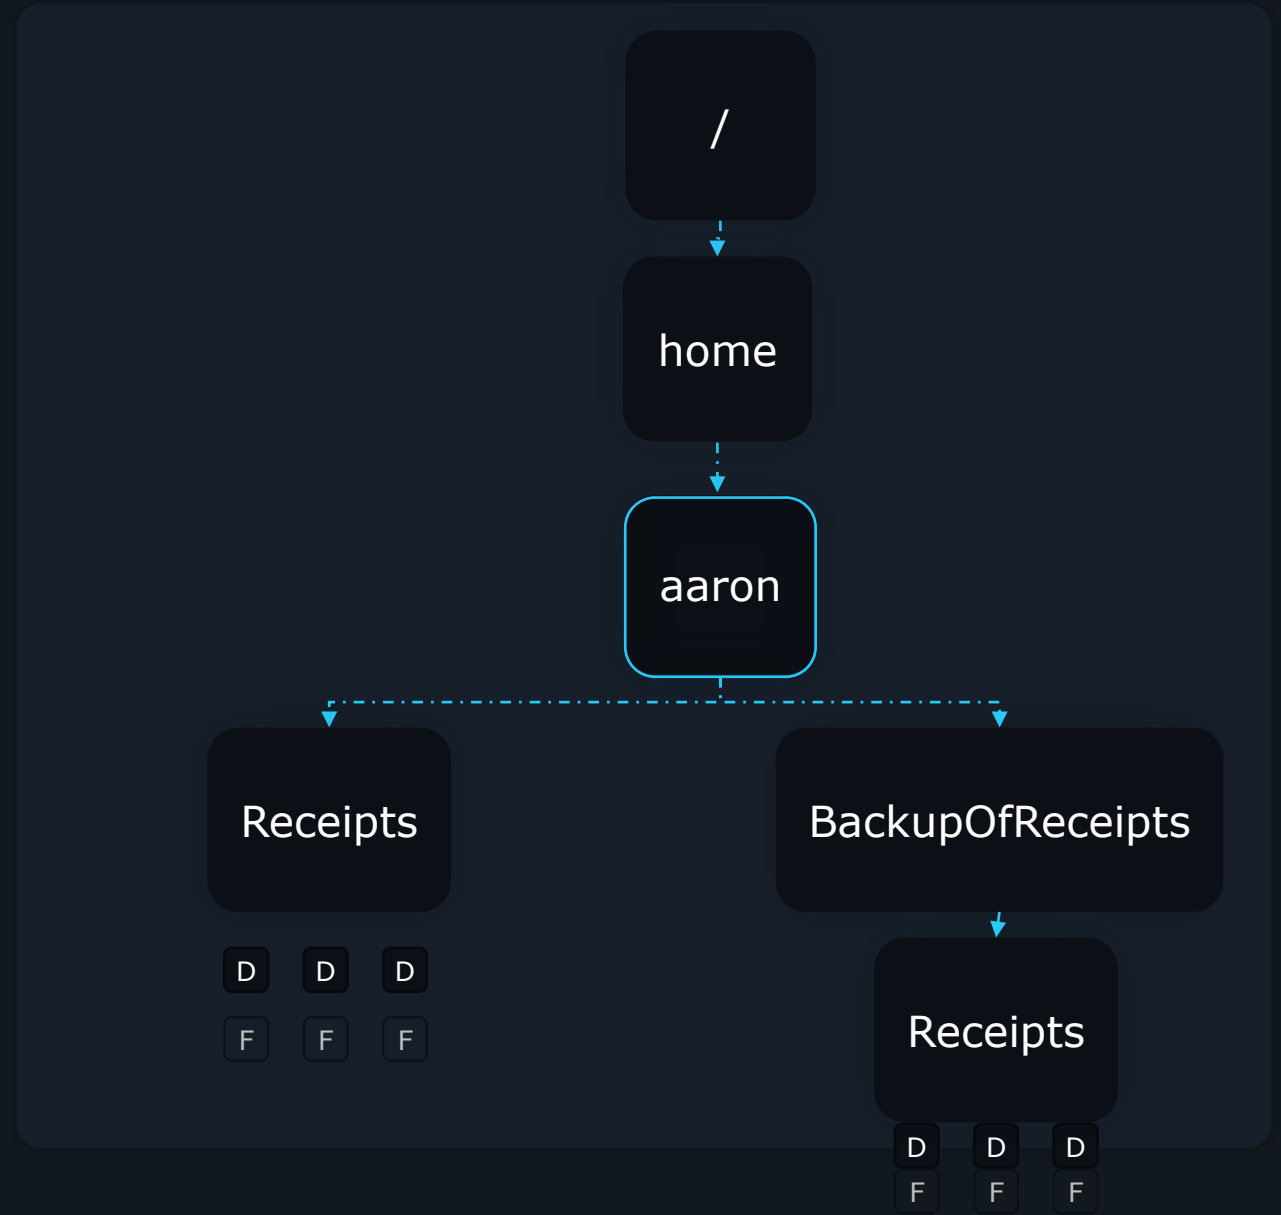 /
home
aaron
Receipts
BackupOfReceipts
D D D
F F F
Receipts
D D D
F F F